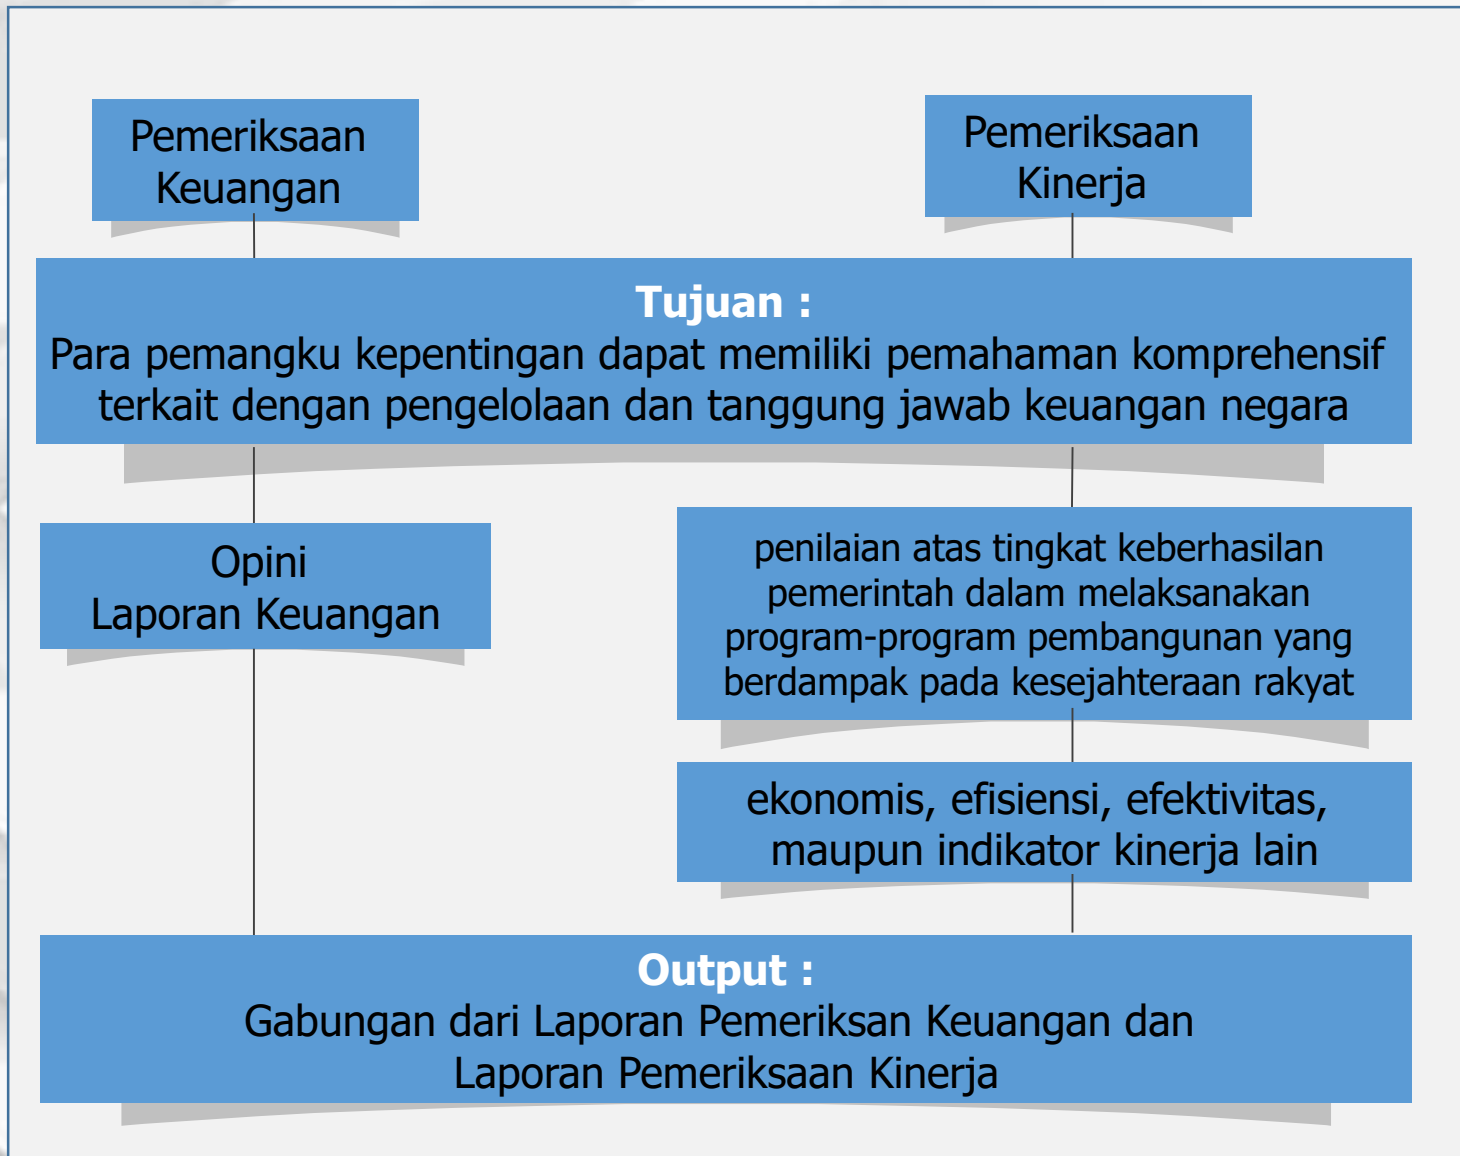 Pemeriksaan
Keuangan
Pemeriksaan
Kinerja
Tujuan :
Para pemangku kepentingan dapat memiliki pemahaman komprehensif
terkait dengan pengelolaan dan tanggung jawab keuangan negara
Opini
Laporan Keuangan
penilaian atas tingkat keberhasilan
pemerintah dalam melaksanakan
program-program pembangunan yang
berdampak pada kesejahteraan rakyat
ekonomis, efisiensi, efektivitas,
maupun indikator kinerja lain
Output :
Gabungan dari Laporan Pemeriksan Keuangan dan
Laporan Pemeriksaan Kinerja